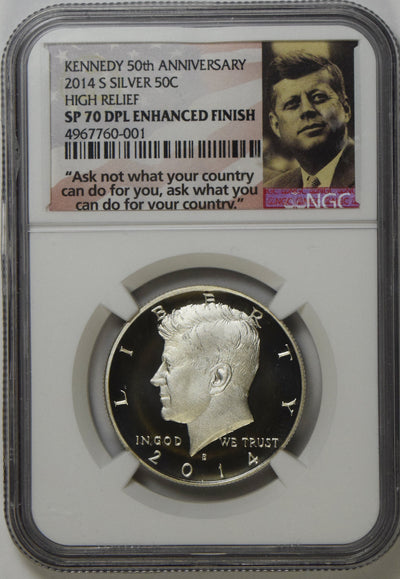 KENNEDY 50th ANNIVERSARY
2014 S SILVER 50C
HIGH RELIEF
SP 70 DPL ENHANCED FINISH
4967760-001
"Ask not what your country
can do for you, ask what you
can do for your country."
NGC
LIBERTY
IN GOD WE TRUST
S
2014